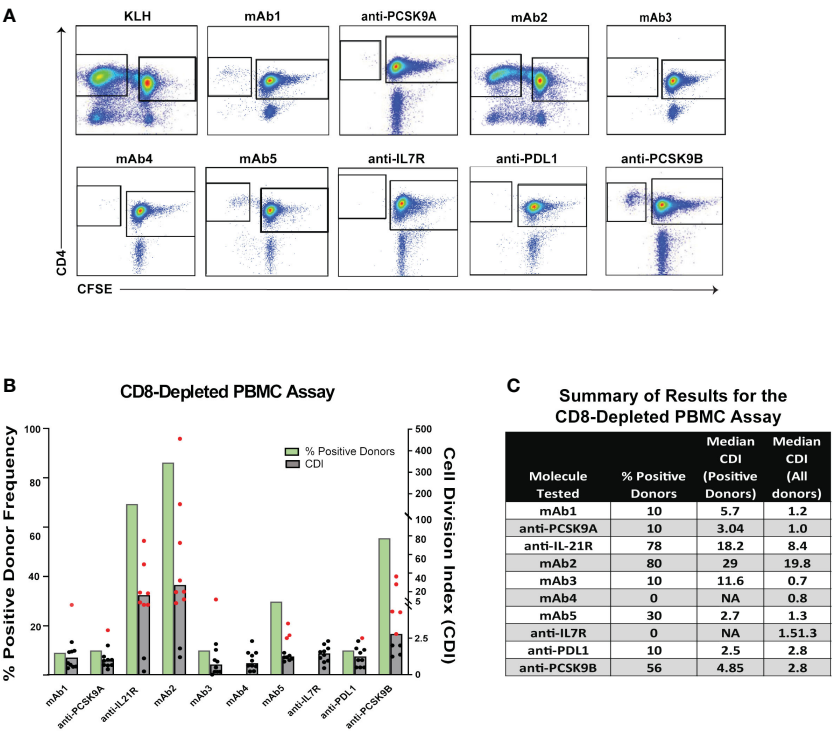 A
KLH mAb1 anti-PCSK9A mAb2 mAb3
mAb4 mAb5 anti-IL7R anti-PDL1 anti-PCSK9B
CD4
CFSE
B
CD8-Depleted PBMC Assay
% Positive Donor Frequency
100
80
60
40
20
% Positive Donors
CDI
500
400
300
200
100
80
60
40
20
5
2.5
0
Cell Division Index (CDI)
mAb1 anti-PCSK9A anti-IL21R mAb2 mAb3 mAb4 mAb5 anti-IL7R anti-PDL1 anti-PCSK9B
C
Summary of Results for the
CD8-Depleted PBMC Assay
Molecule Tested % Positive Donors Median CDI (Positive Donors) Median CDI (All donors)
mAb1 10 5.7 1.2
anti-PCSK9A 10 3.04 1.0
anti-IL-21R 78 18.2 8.4
mAb2 80 29 19.8
mAb3 10 11.6 0.7
mAb4 0 NA 0.8
mAb5 30 2.7 1.3
anti-IL7R 0 NA 1.51.3
anti-PDL1 10 2.5 2.8
anti-PCSK9B 56 4.85 2.8